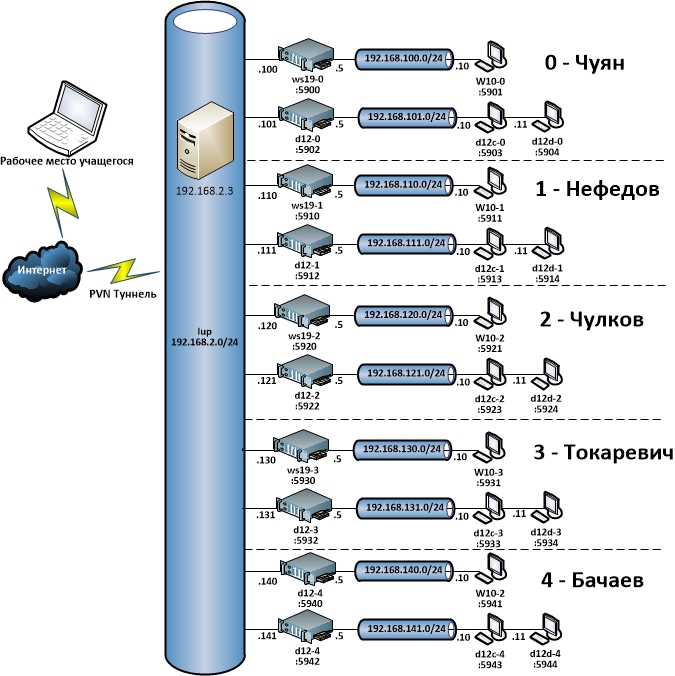 Рабочее место учащегося
Интернет
PVN Туннель
192.168.2.3
lup
192.168.2.0/24
0 - Чуян
.100
ws19-0
:5900
.5
192.168.100.0/24
.10
W10-0
:5901
.101
d12-0
:5902
.5
192.168.101.0/24
.10
d12c-0
:5903
.11
d12d-0
:5904
1 - Нефедов
.110
ws19-1
:5910
.5
192.168.110.0/24
.10
W10-1
:5911
.111
d12-1
:5912
.5
192.168.111.0/24
.10
d12c-1
:5913
.11
d12d-1
:5914
2 - Чулков
.120
ws19-2
:5920
.5
192.168.120.0/24
.10
W10-2
:5921
.121
d12-2
:5922
.5
192.168.121.0/24
.10
d12c-2
:5923
.11
d12d-2
:5924
3 - Токаревич
.130
ws19-3
:5930
.5
192.168.130.0/24
.10
W10-3
:5931
.131
d12-3
:5932
.5
192.168.131.0/24
.10
d12c-3
:5933
.11
d12d-3
:5934
4 - Бачаев
.140
d12-4
:5940
.5
192.168.140.0/24
.10
W10-2
:5941
.141
d12-4
:5942
.5
192.168.141.0/24
.10
d12c-4
:5943
.11
d12d-4
:5944